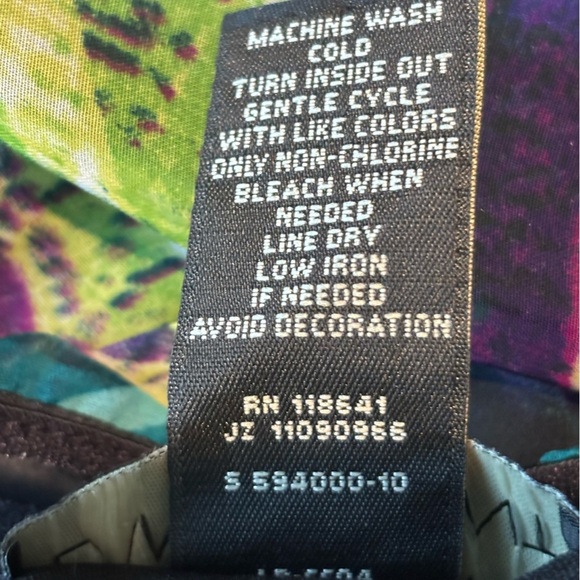 MACHINE WASH
COLD
TURN INSIDE OUT
GENTLE CYCLE
WITH LIKE COLORS
ONLY NON-CHLORINE
BLEACH WHEN
NEEDED
LINE DRY
LOW IRON
IF NEEDED
AVOID DECORATION
RN 118641
JZ 11090966
S 594000-10